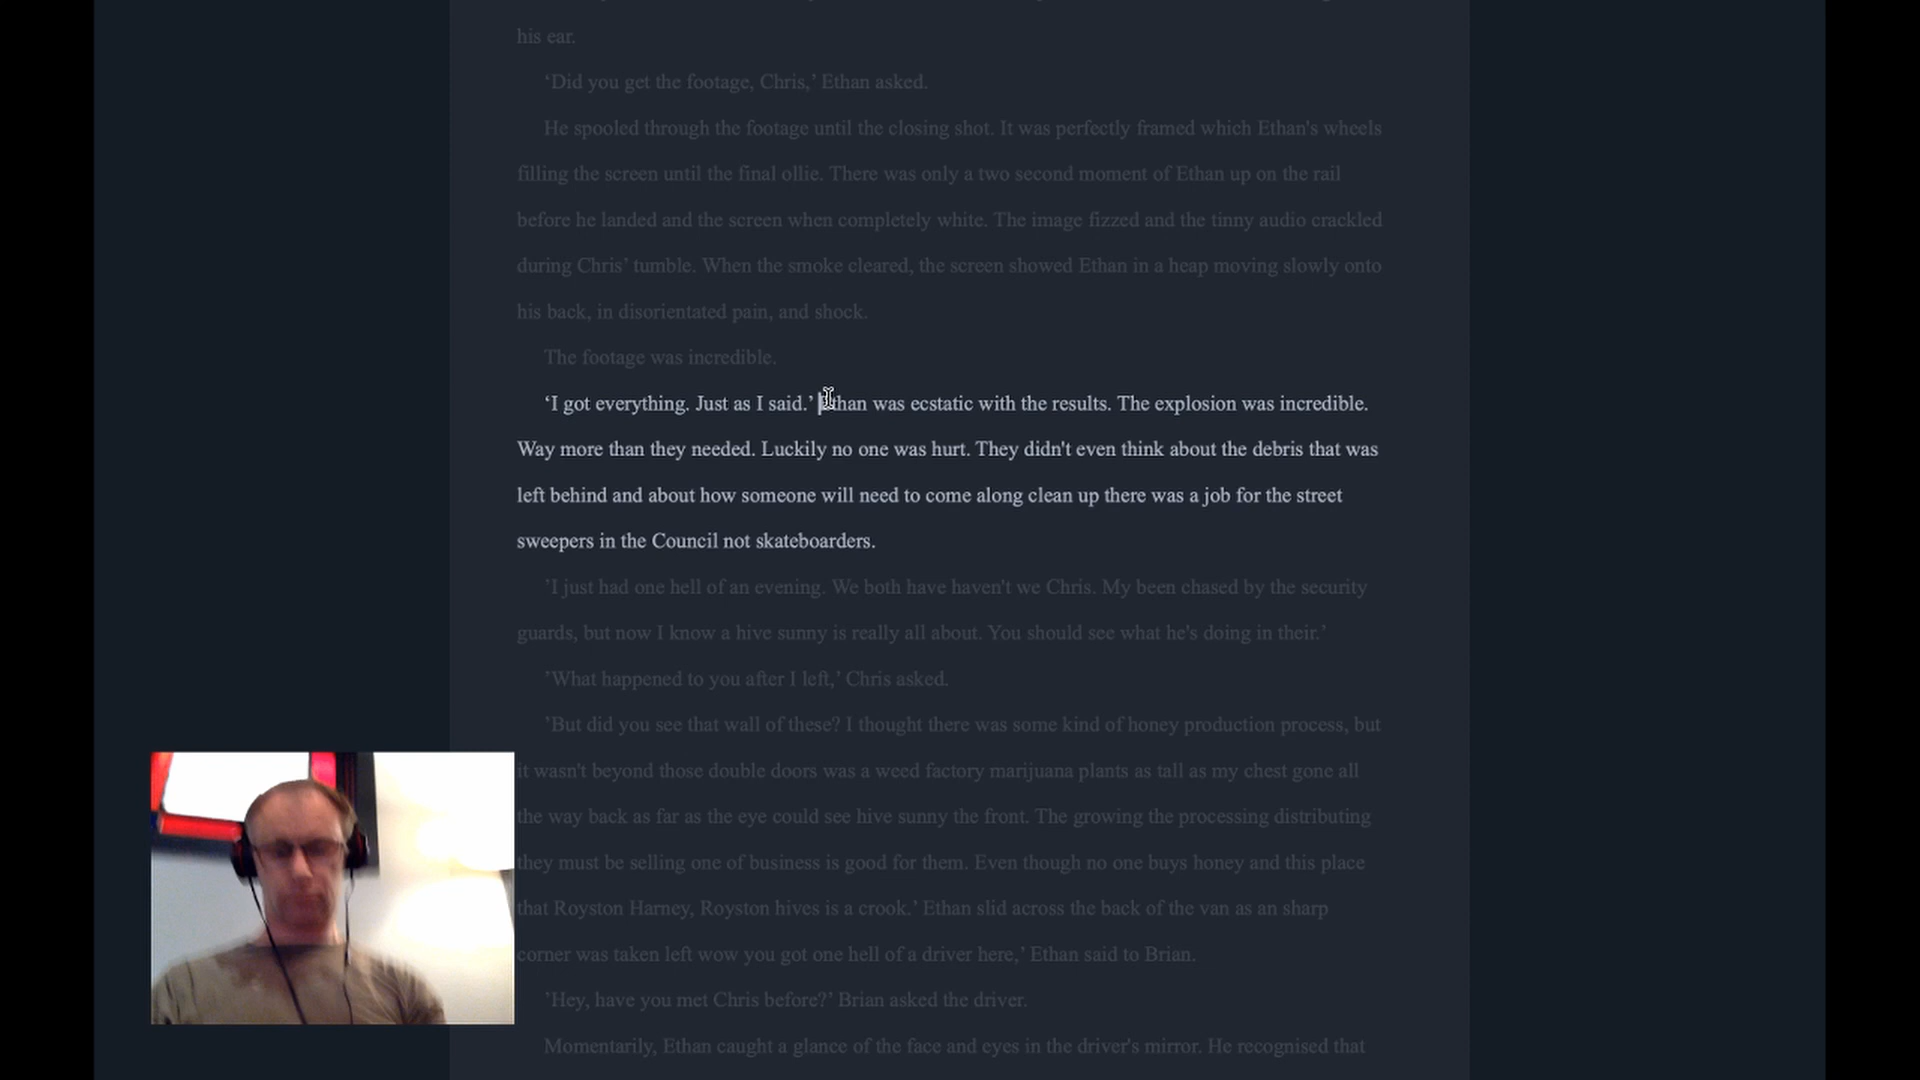 his ear.
‘Did you get the footage, Chris,’ Ethan asked.
He spooled through the footage until the closing shot. It was perfectly framed which Ethan's wheels
filling the screen until the final ollie. There was only a two second moment of Ethan up on the rail
before he landed and the screen when completely white. The image fizzed and the tinny audio crackled
during Chris’ tumble. When the smoke cleared, the screen showed Ethan in a heap moving slowly onto
his back, in disorientated pain, and shock.
The footage was incredible.
‘I got everything. Just as I said.’ Ethan was ecstatic with the results. The explosion was incredible.
Way more than they needed. Luckily no one was hurt. They didn't even think about the debris that was
left behind and about how someone will need to come along clean up there was a job for the street
sweepers in the Council not skateboarders.
’I just had one hell of an evening. We both have haven't we Chris. My been chased by the security
guards, but now I know a hive sunny is really all about. You should see what he's doing in their.’
’What happened to you after I left,’ Chris asked.
’But did you see that wall of these? I thought there was some kind of honey production process, but
it wasn't beyond those double doors was a weed factory marijuana plants as tall as my chest gone all
the way back as far as the eye could see hive sunny the front. The growing the processing distributing
they must be selling one of business is good for them. Even though no one buys honey and this place
that Royston Harney, Royston hives is a crook.’ Ethan slid across the back of the van as an sharp
corner was taken left wow you got one hell of a driver here,’ Ethan said to Brian.
’Hey, have you met Chris before?’ Brian asked the driver.
Momentarily, Ethan caught a glance of the face and eyes in the driver's mirror. He recognised that